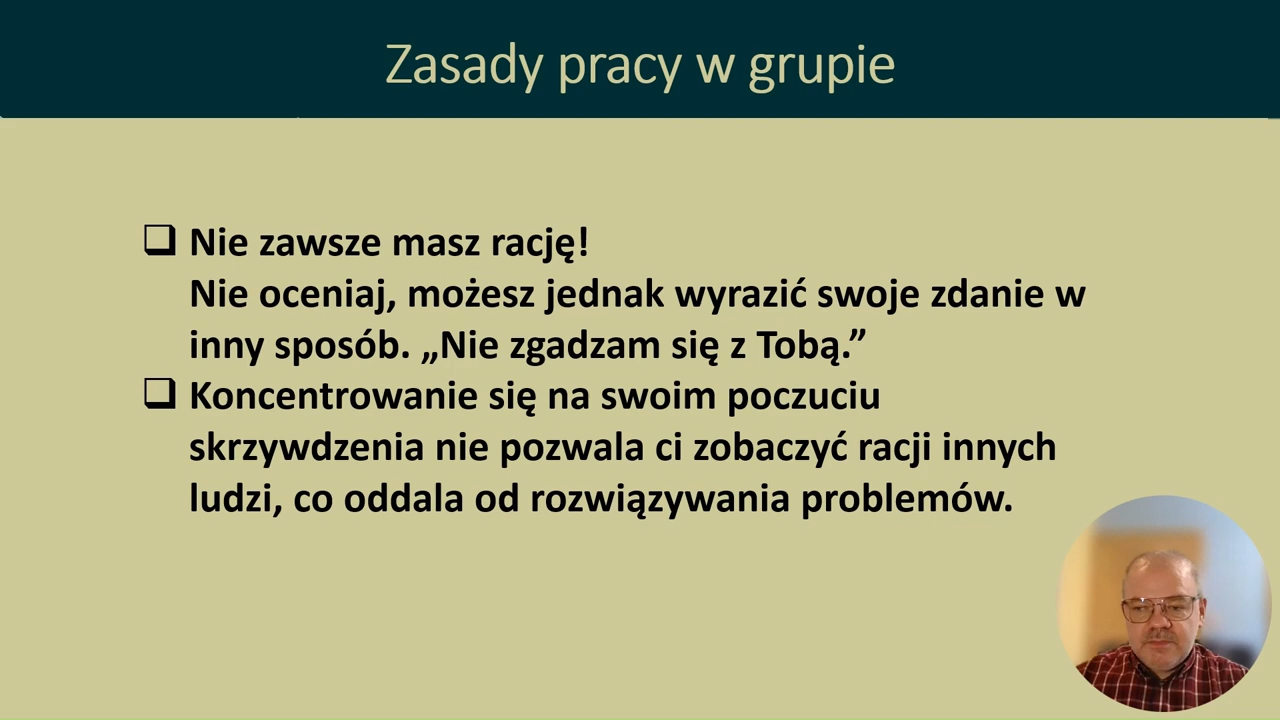 Zasady pracy w grupie
❑ Nie zawsze masz rację!
Nie oceniaj, możesz jednak wyrazić swoje zdanie w
inny sposób. „Nie zgadzam się z Tobą.”
❑ Koncentrowanie się na swoim poczuciu
skrzywdzenia nie pozwala ci zobaczyć racji innych
ludzi, co oddala od rozwiązywania problemów.